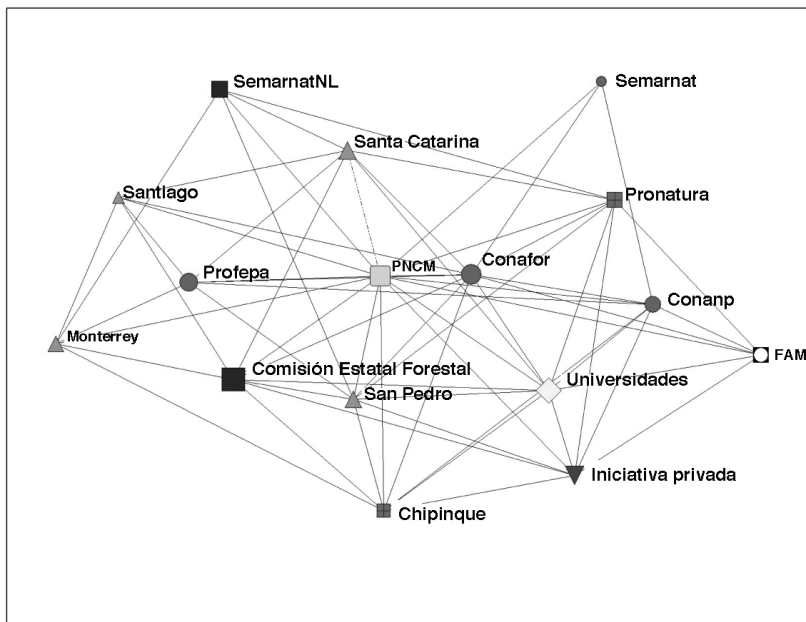 SemarnatNL
Semarnat
Santa Catarina
Santiago
Pronatura
Profepa
PNCM
Conafor
Conanp
Monterrey
FAM
Comisión Estatal Forestal
Universidades
San Pedro
Iniciativa privada
Chipinque